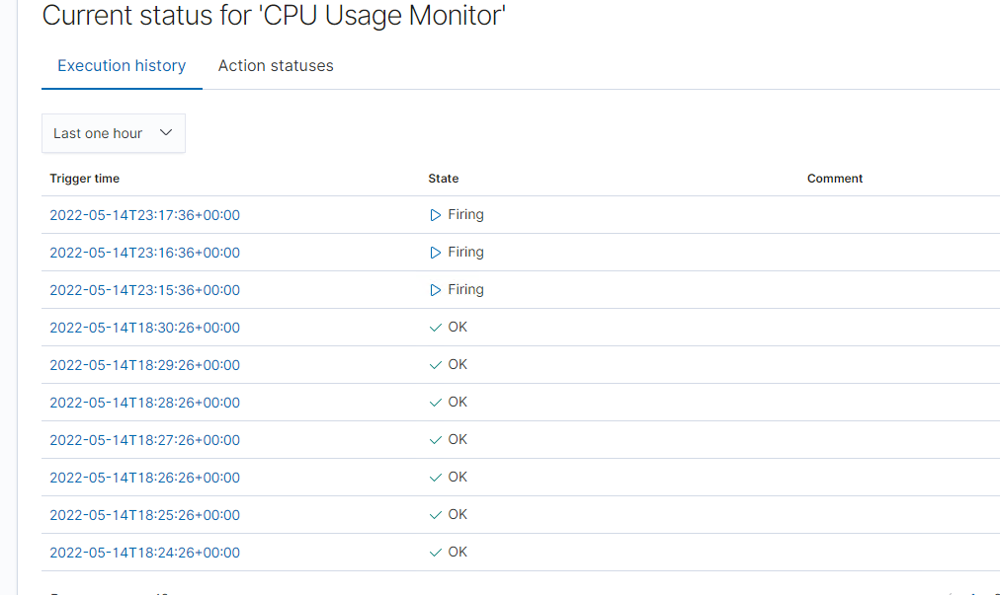 Current status for 'CPU Usage Monitor'
Execution history Action statuses
Last one hour
Trigger time State Comment
2022-05-14T23:17:36+00:00 Firing
2022-05-14T23:16:36+00:00 Firing
2022-05-14T23:15:36+00:00 Firing
2022-05-14T18:30:26+00:00 OK
2022-05-14T18:29:26+00:00 OK
2022-05-14T18:28:26+00:00 OK
2022-05-14T18:27:26+00:00 OK
2022-05-14T18:26:26+00:00 OK
2022-05-14T18:25:26+00:00 OK
2022-05-14T18:24:26+00:00 OK